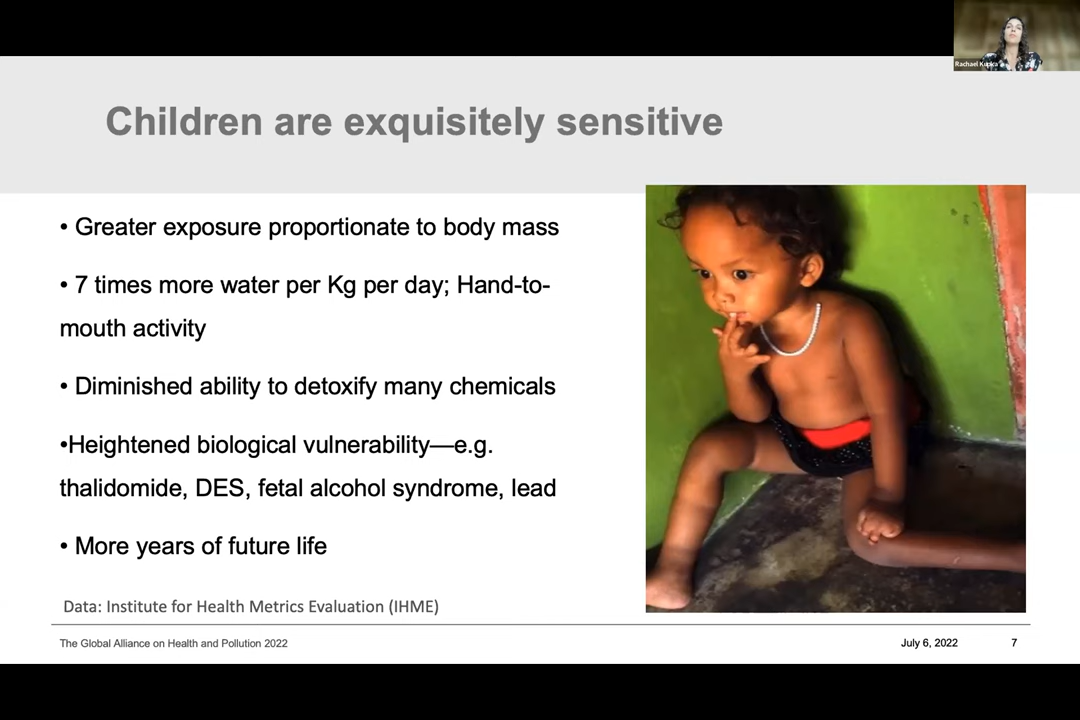 Rachael Kupka
Children are exquisitely sensitive
• Greater exposure proportionate to body mass
• 7 times more water per Kg per day; Hand-to-
mouth activity
• Diminished ability to detoxify many chemicals
•Heightened biological vulnerability—e.g.
thalidomide, DES, fetal alcohol syndrome, lead
• More years of future life
Data: Institute for Health Metrics Evaluation (IHME)
The Global Alliance on Health and Pollution 2022
July 6, 2022
7